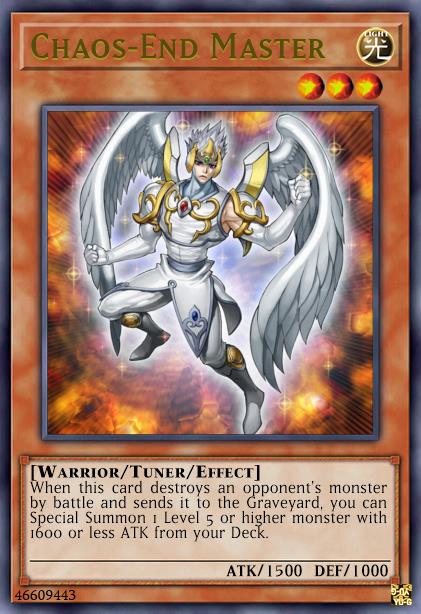 CHAOS-END MASTER
LIGHT
光
[WARRIOR/TUNER/EFFECT]
When this card destroys an opponent's monster
by battle and sends it to the Graveyard, you can
Special Summon 1 Level 5 or higher monster with
1600 or less ATK from your Deck.
ATK/1500 DEF/1000
46609443